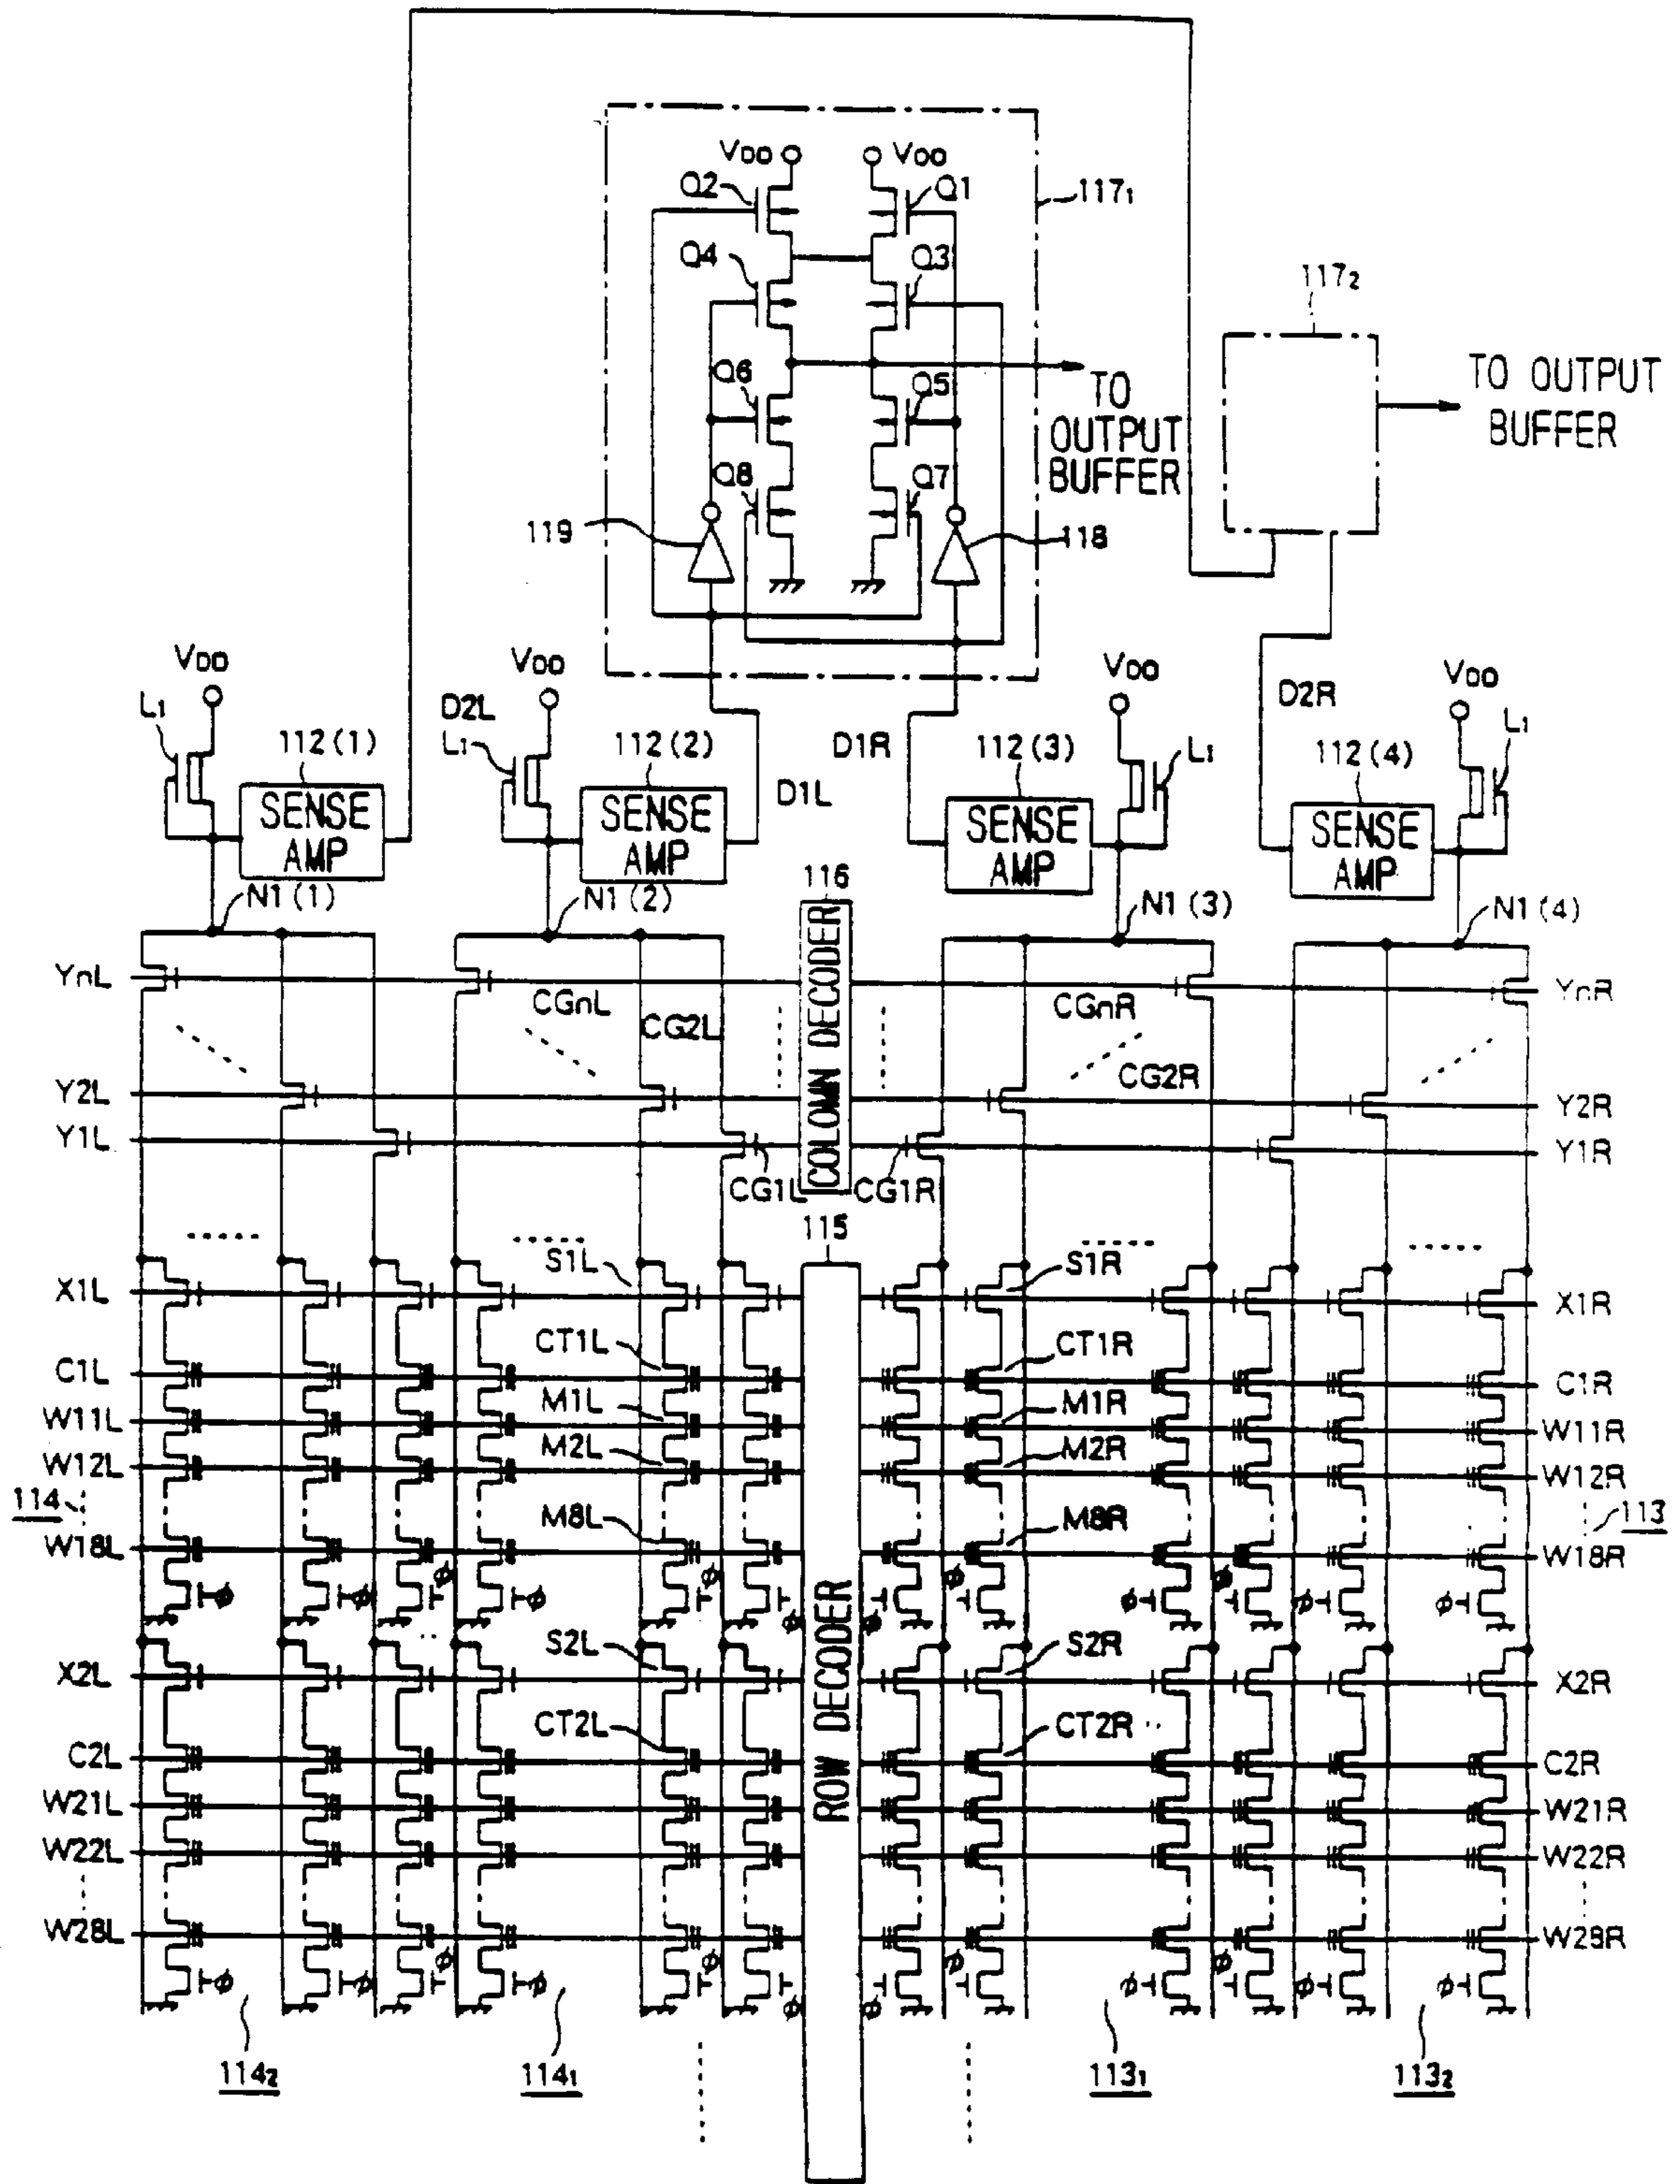 VDD VDD
Q2 Q1 117₁
Q4 Q3
117₂
Q6 Q5
TO OUTPUT BUFFER
TO OUTPUT BUFFER
Q8 Q7
119 118
VDD VDD VDD VDD
L1 D2L L1 D1R L1 D2R L1
112(1) 112(2) D1L 112(3) 112(4)
SENSE AMP SENSE AMP SENSE AMP SENSE AMP
N1(1) N1(2) 116 N1(3) N1(4)
COLOMN DECODER
YnL CGnL CGnR YnR
CG2L
CG2R
Y2L Y2R
Y1L Y1R
CG1L CG1R
115
ROW DECODER
S1L S1R
X1L X1R
CT1L CT1R
C1L C1R
M1L M1R
W11L W11R
M2L M2R
W12L W12R
114 113
M8L M8R
W18L W18R
φ φ φ φ φ φ φ φ φ φ φ φ
S2L S2R
X2L X2R
CT2L CT2R
C2L C2R
W21L W21R
W22L W22R
W28L W28R
φ φ φ φ φ φ φ φ φ φ φ φ
114₂ 114₁ 113₁ 113₂